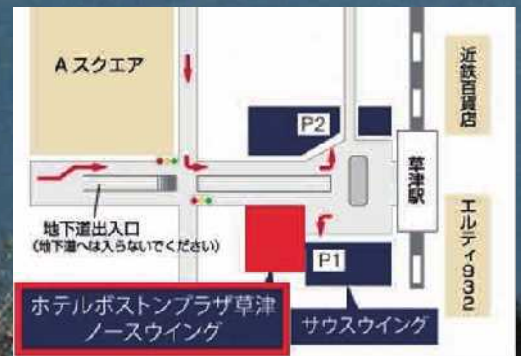 Aスクエア
近鉄百貨店
P2
草津駅
地下道出入口
(地下道へは入らないでください)
エルティ932
P1
ホテルボストンプラザ草津
ノースウイング
サウスウイング